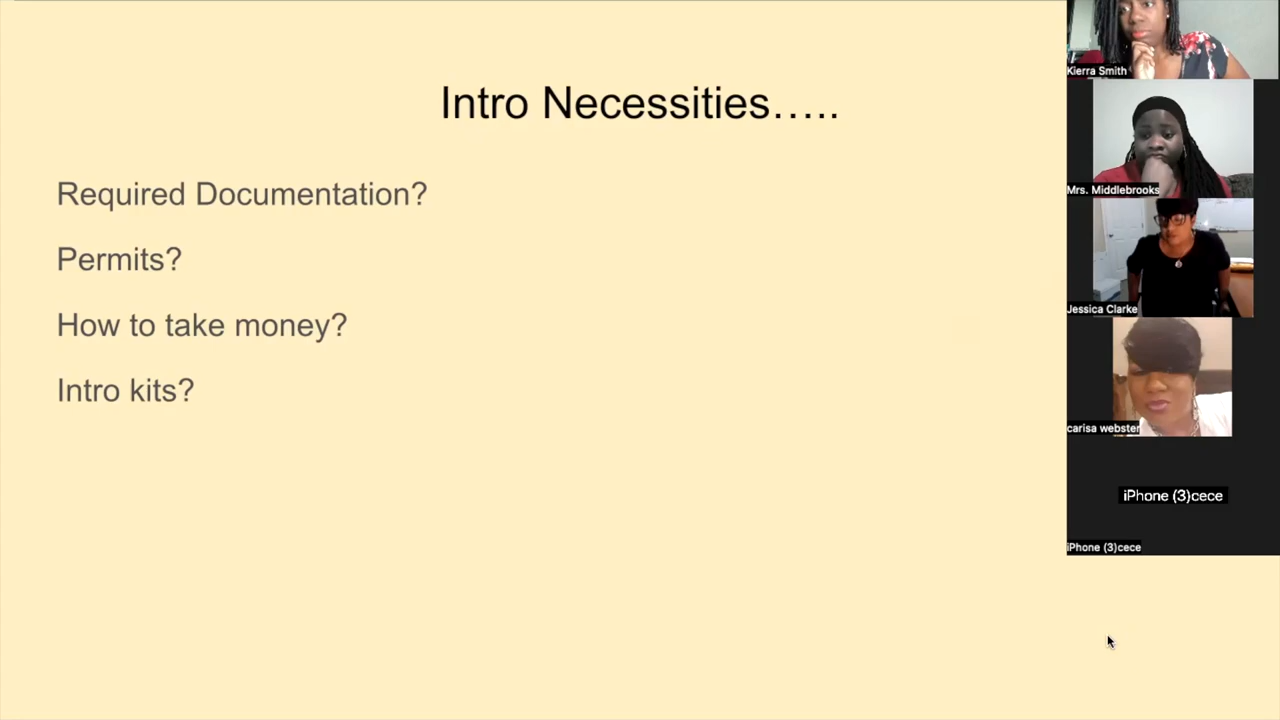 Intro Necessities…..
Required Documentation?
Permits?
How to take money?
Intro kits?
Kierra Smith
Mrs. Middlebrooks
Jessica Clarke
carisa webster
iPhone (3)cece
iPhone (3)cece